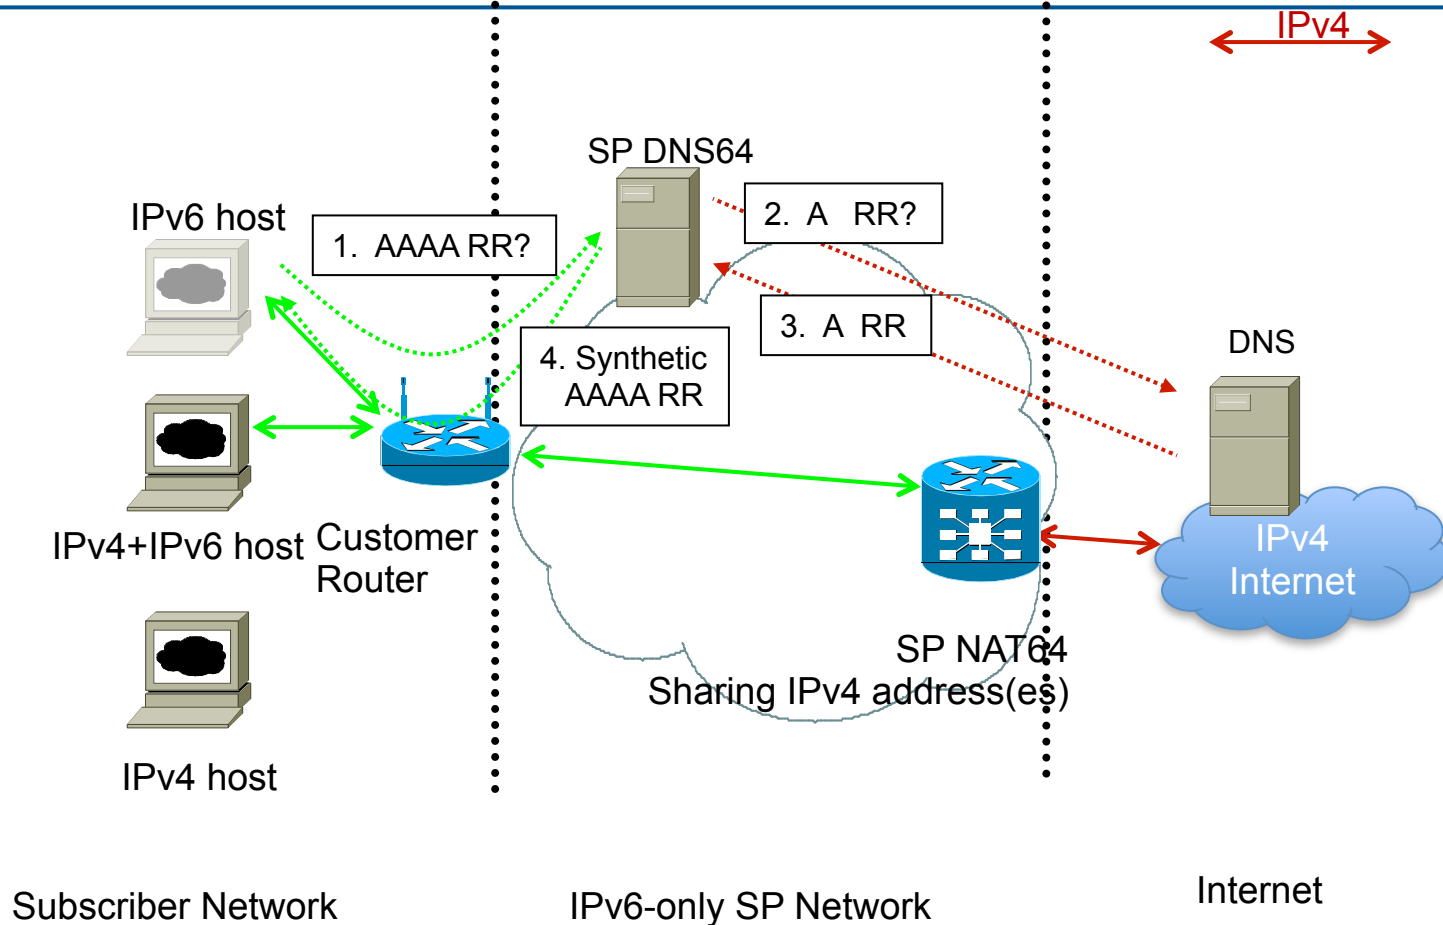 IPv4
SP DNS64
IPv6 host
1. AAAA RR?
2. A RR?
3. A RR
4. Synthetic
AAAA RR
DNS
IPv4+IPv6 host
Customer
Router
IPv4
Internet
SP NAT64
Sharing IPv4 address(es)
IPv4 host
Subscriber Network
IPv6-only SP Network
Internet